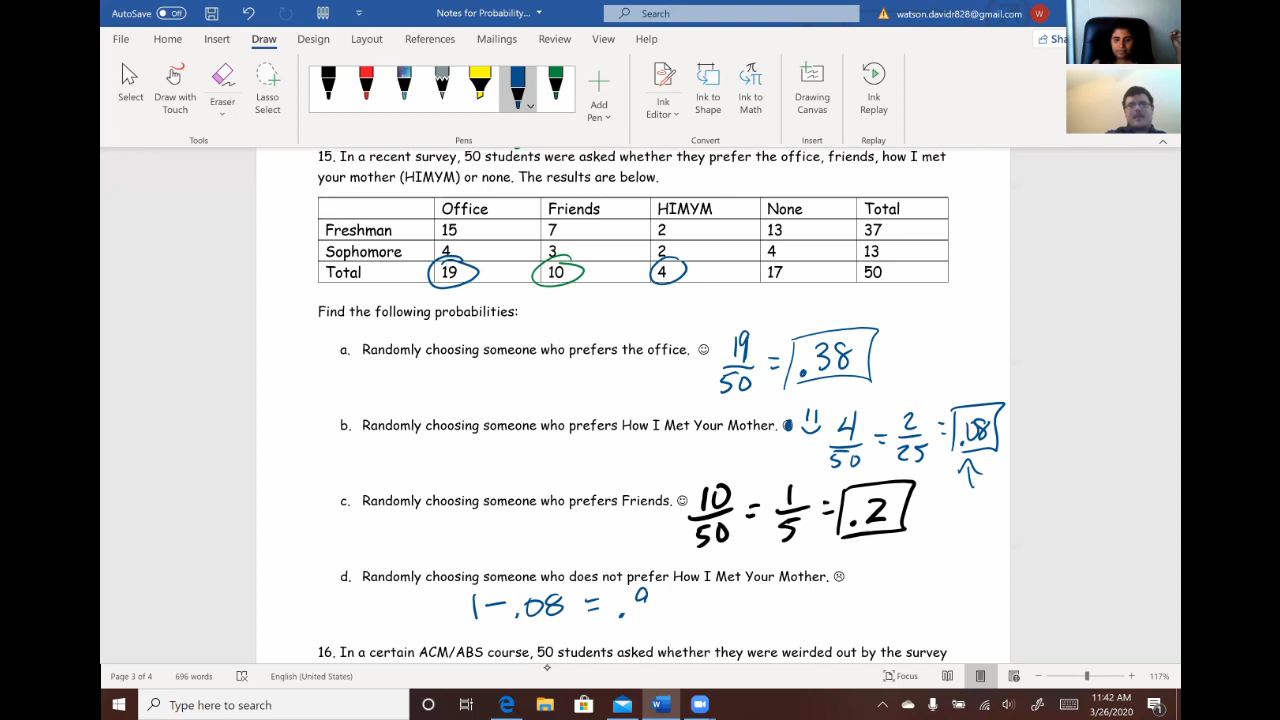 AutoSave Off Notes for Probability... Search watson.davidr828@gmail.com W
File Home Insert Draw Design Layout References Mailings Review View Help Sha
Select Draw with Touch Eraser Lasso Select Add Pen Ink Editor Ink to Shape Ink to Math Drawing Canvas Ink Replay
Tools Pens Convert Insert Replay
15. In a recent survey, 50 students were asked whether they prefer the office, friends, how I met
your mother (HIMYM) or none. The results are below.
Office Friends HIMYM None Total
Freshman 15 7 2 13 37
Sophomore 4 3 2 4 13
Total 19 10 4 17 50
Find the following probabilities:
a. Randomly choosing someone who prefers the office. ☺ 19/50 = .38
b. Randomly choosing someone who prefers How I Met Your Mother. 4/50 = 2/25 = .08
c. Randomly choosing someone who prefers Friends. ☺ 10/50 = 1/5 = .2
d. Randomly choosing someone who does not prefer How I Met Your Mother. ☹
1 - .08 = .9
16. In a certain ACM/ABS course, 50 students asked whether they were weirded out by the survey
Page 3 of 4 696 words English (United States) Focus 117%
Type here to search 11:42 AM
3/26/2020 1